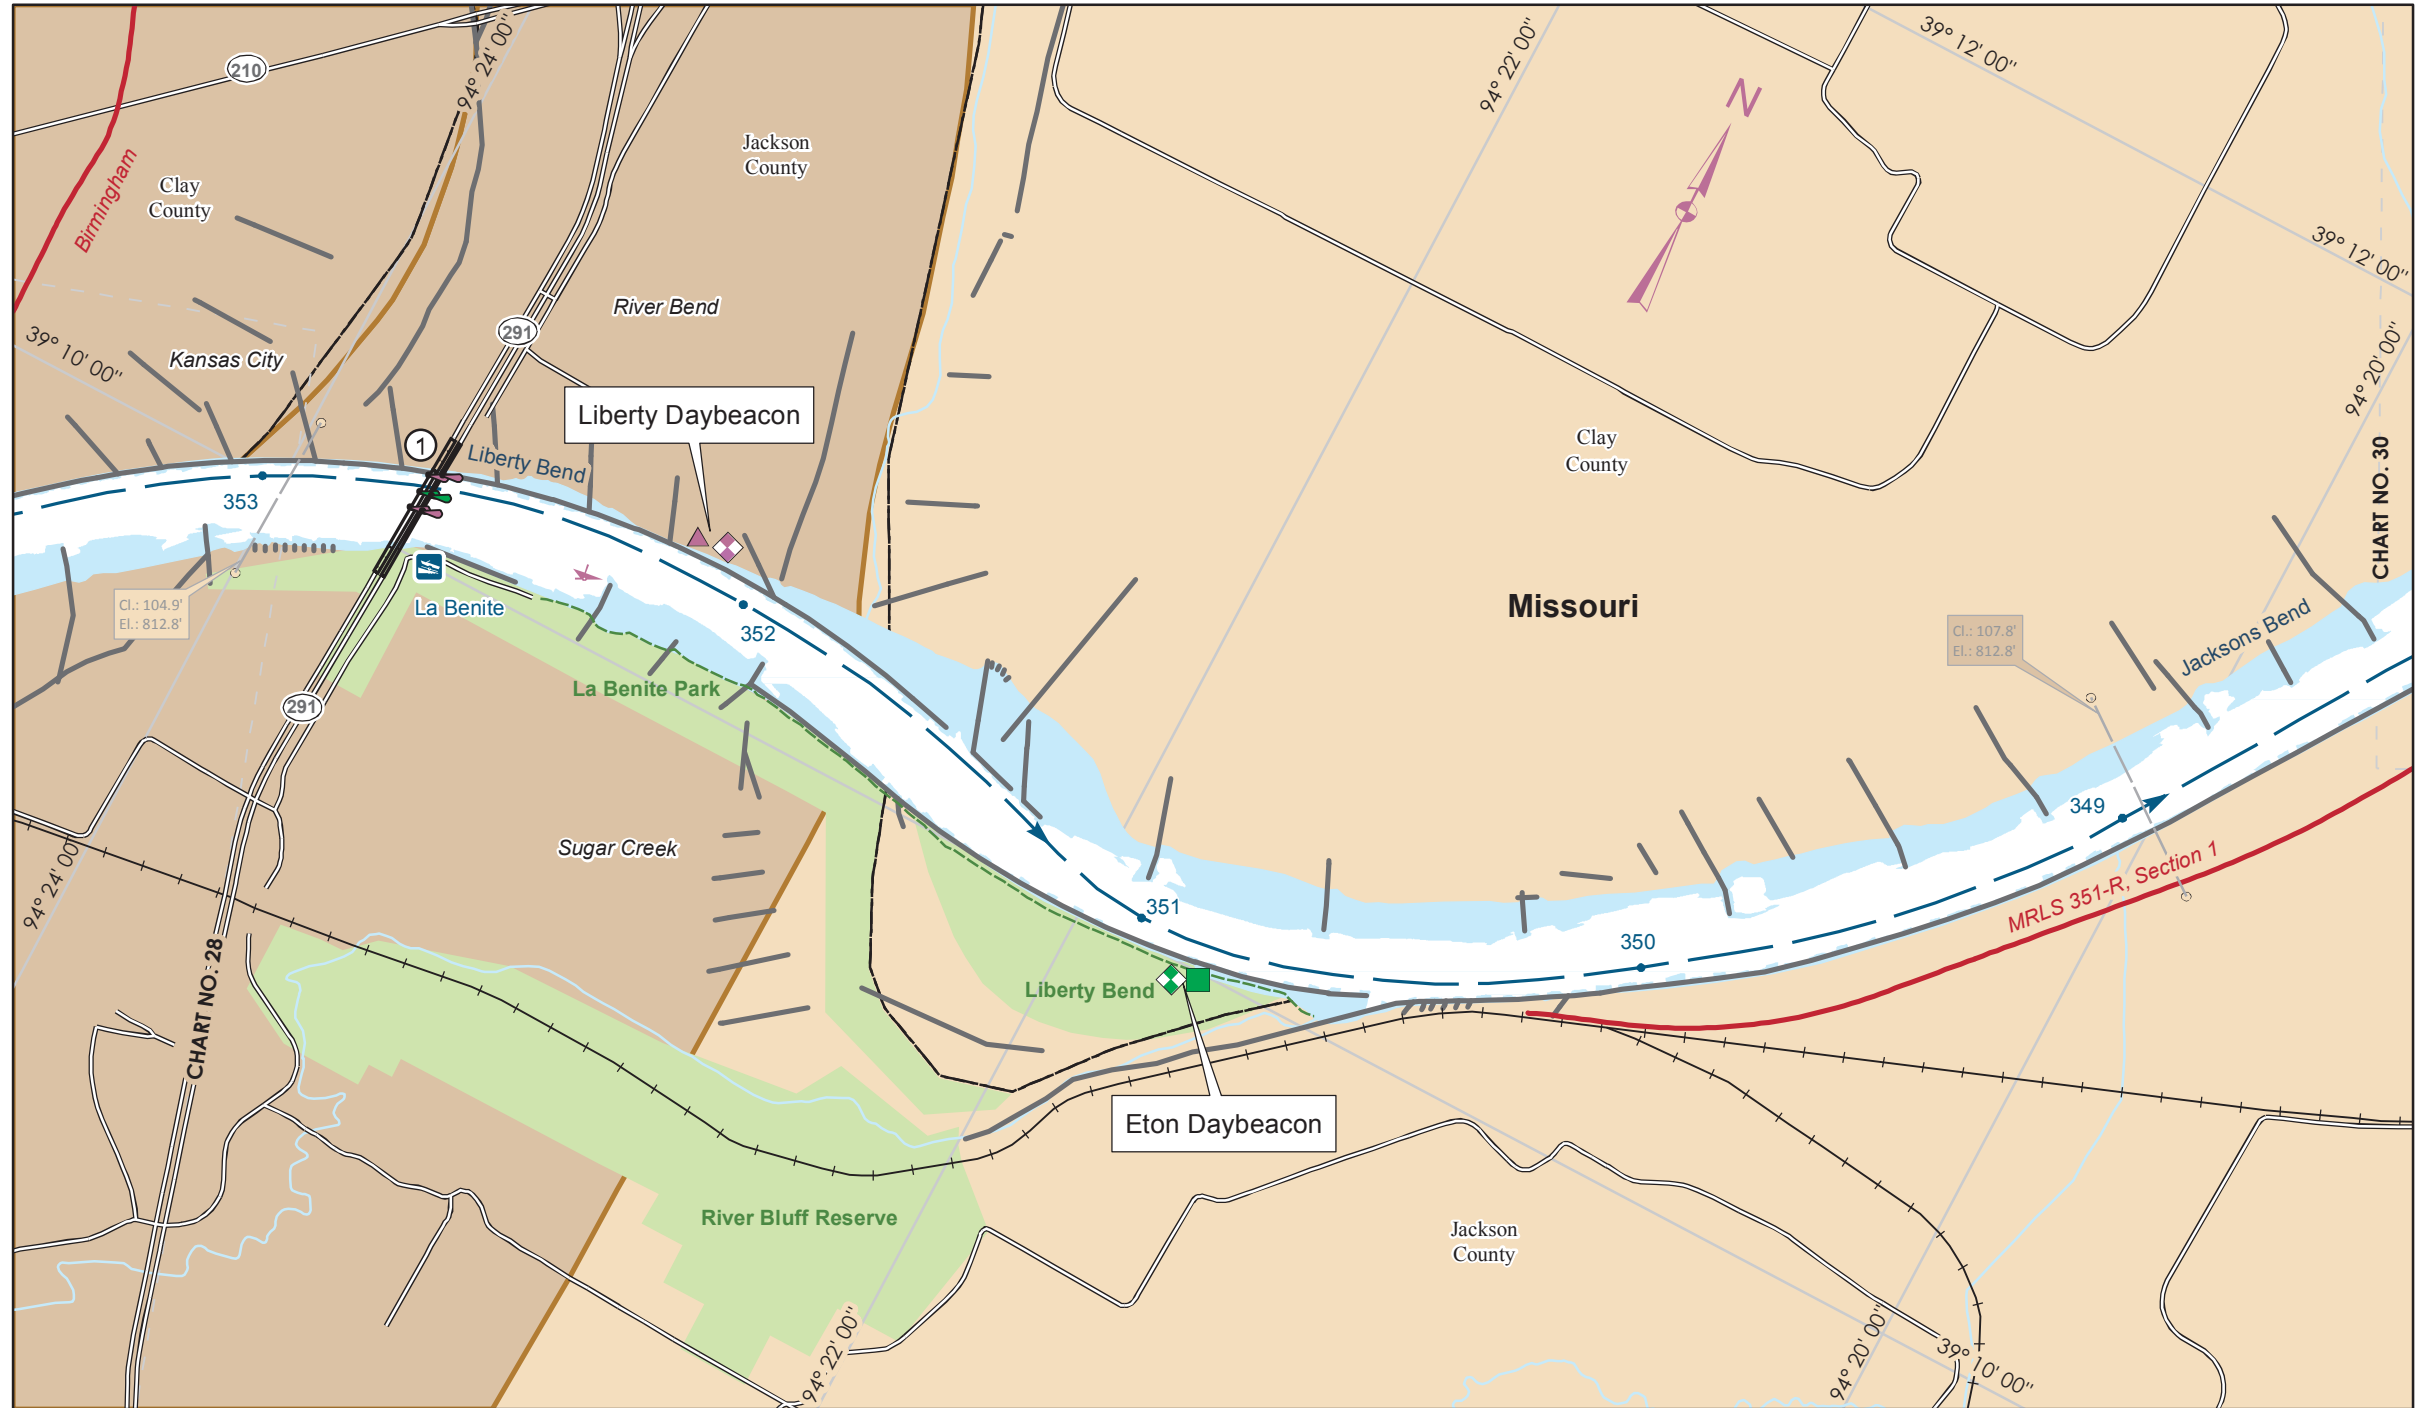 94° 24' 00"
94° 22' 00"
39° 12' 00"
210
N
Jackson
County
Clay
County
Birmingham
39° 12' 00"
River Bend
291
39° 10' 00"
Kansas City
94° 20' 00"
Liberty Daybeacon
1
Liberty Bend
Clay
County
CHART NO. 30
353
Cl.: 104.9'
El.: 812.8'
La Benite
352
Missouri
Jacksons Bend
Cl.: 107.8'
El.: 812.8'
La Benite Park
291
349
Sugar Creek
94° 24' 00"
MRLS 351-R, Section 1
351
350
CHART NO. 28
Liberty Bend
Eton Daybeacon
River Bluff Reserve
Jackson
County
94° 22' 00"
94° 20' 00"
39° 10' 00"